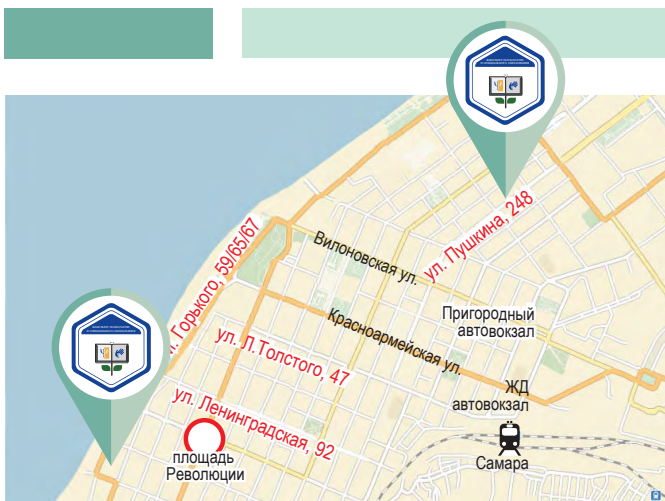 ул. Пушкина, 248
М. Горького, 59/65/67
Вилоновская ул.
Пригородный
автовокзал
Красноармейская ул.
ул. Л.Толстого, 47
ЖД
автовокзал
ул. Ленинградская, 92
площадь
Революции
Самара